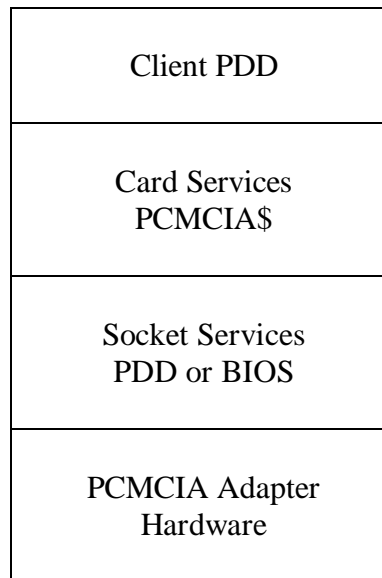 Client PDD
Card Services
PCMCIA$
Socket Services
PDD or BIOS
PCMCIA Adapter
Hardware